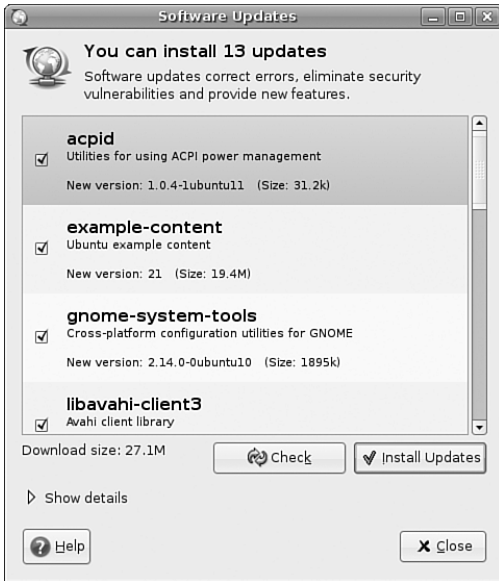 Software Updates
You can install 13 updates
Software updates correct errors, eliminate security
vulnerabilities and provide new features.
acpid
Utilities for using ACPI power management
New version: 1.0.4-1ubuntu11 (Size: 31.2k)
example-content
Ubuntu example content
New version: 21 (Size: 19.4M)
gnome-system-tools
Cross-platform configuration utilities for GNOME
New version: 2.14.0-0ubuntu10 (Size: 1895k)
libavahi-client3
Avahi client library
Download size: 27.1M
Check
Install Updates
Show details
Help
Close